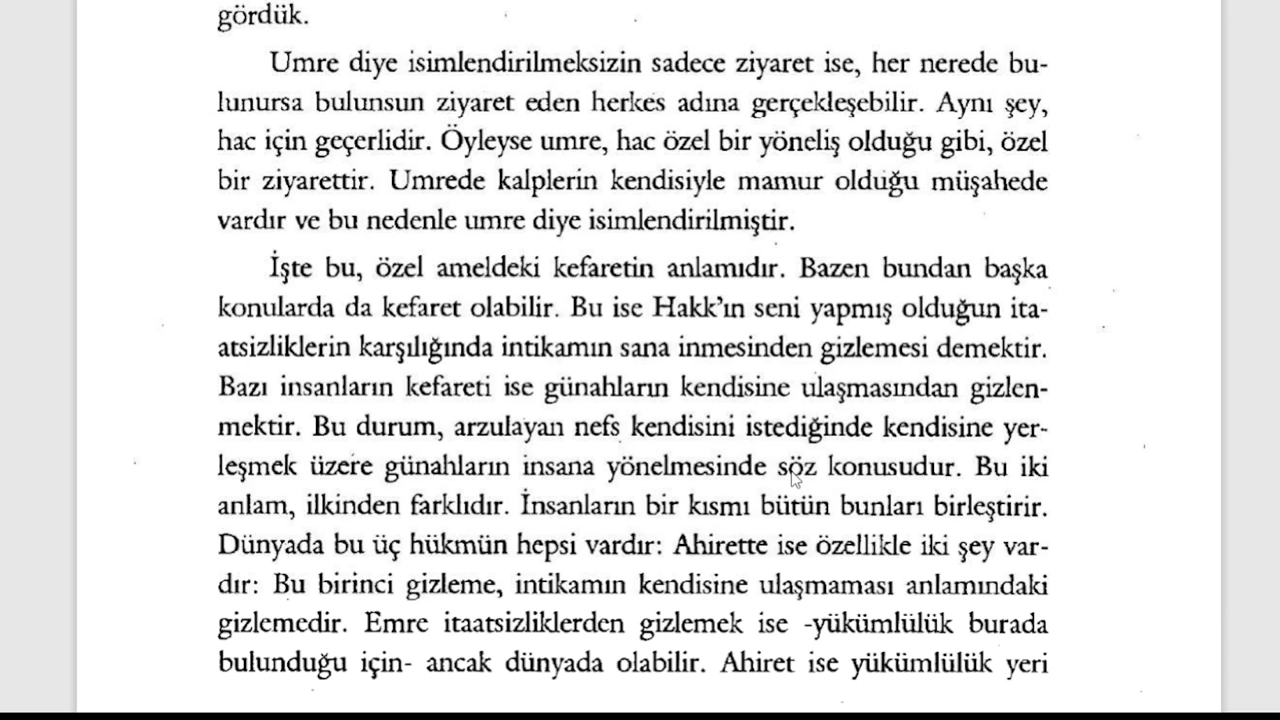 gördük.
Umre diye isimlendirilmeksizin sadece ziyaret ise, her nerede bu-
lunursa bulunsun ziyaret eden herkes adına gerçekleşebilir. Aynı şey,
hac için geçerlidir. Öyleyse umre, hac özel bir yöneliş olduğu gibi, özel
bir ziyarettir. Umrede kalplerin kendisiyle mamur olduğu müşahede
vardır ve bu nedenle umre diye isimlendirilmiştir.
İşte bu, özel ameldeki kefaretin anlamıdır. Bazen bundan başka
konularda da kefaret olabilir. Bu ise Hakk'ın seni yapmış olduğun ita-
atsizliklerin karşılığında intikamın sana inmesinden gizlemesi demektir.
Bazı insanların kefareti ise günahların kendisine ulaşmasından gizlen-
mektir. Bu durum, arzulayan nefs kendisini istediğinde kendisine yer-
leşmek üzere günahların insana yönelmesinde söz konusudur. Bu iki
anlam, ilkinden farklıdır. İnsanların bir kısmı bütün bunları birleştirir.
Dünyada bu üç hükmün hepsi vardır: Ahirette ise özellikle iki şey var-
dır: Bu birinci gizleme, intikamın kendisine ulaşmaması anlamındaki
gizlemedir. Emre itaatsizliklerden gizlemek ise -yükümlülük burada
bulunduğu için- ancak dünyada olabilir. Ahiret ise yükümlülük yeri